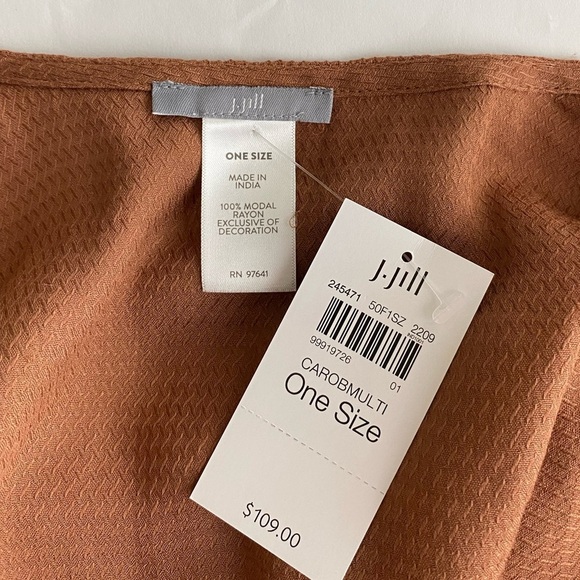 J.Jill
ONE SIZE
MADE IN
INDIA
100% MODAL
RAYON
EXCLUSIVE OF
DECORATION
RN 97641
J.Jill
245471 50F1SZ 2209
99919726 01
CAROBMULTI
One Size
$109.00